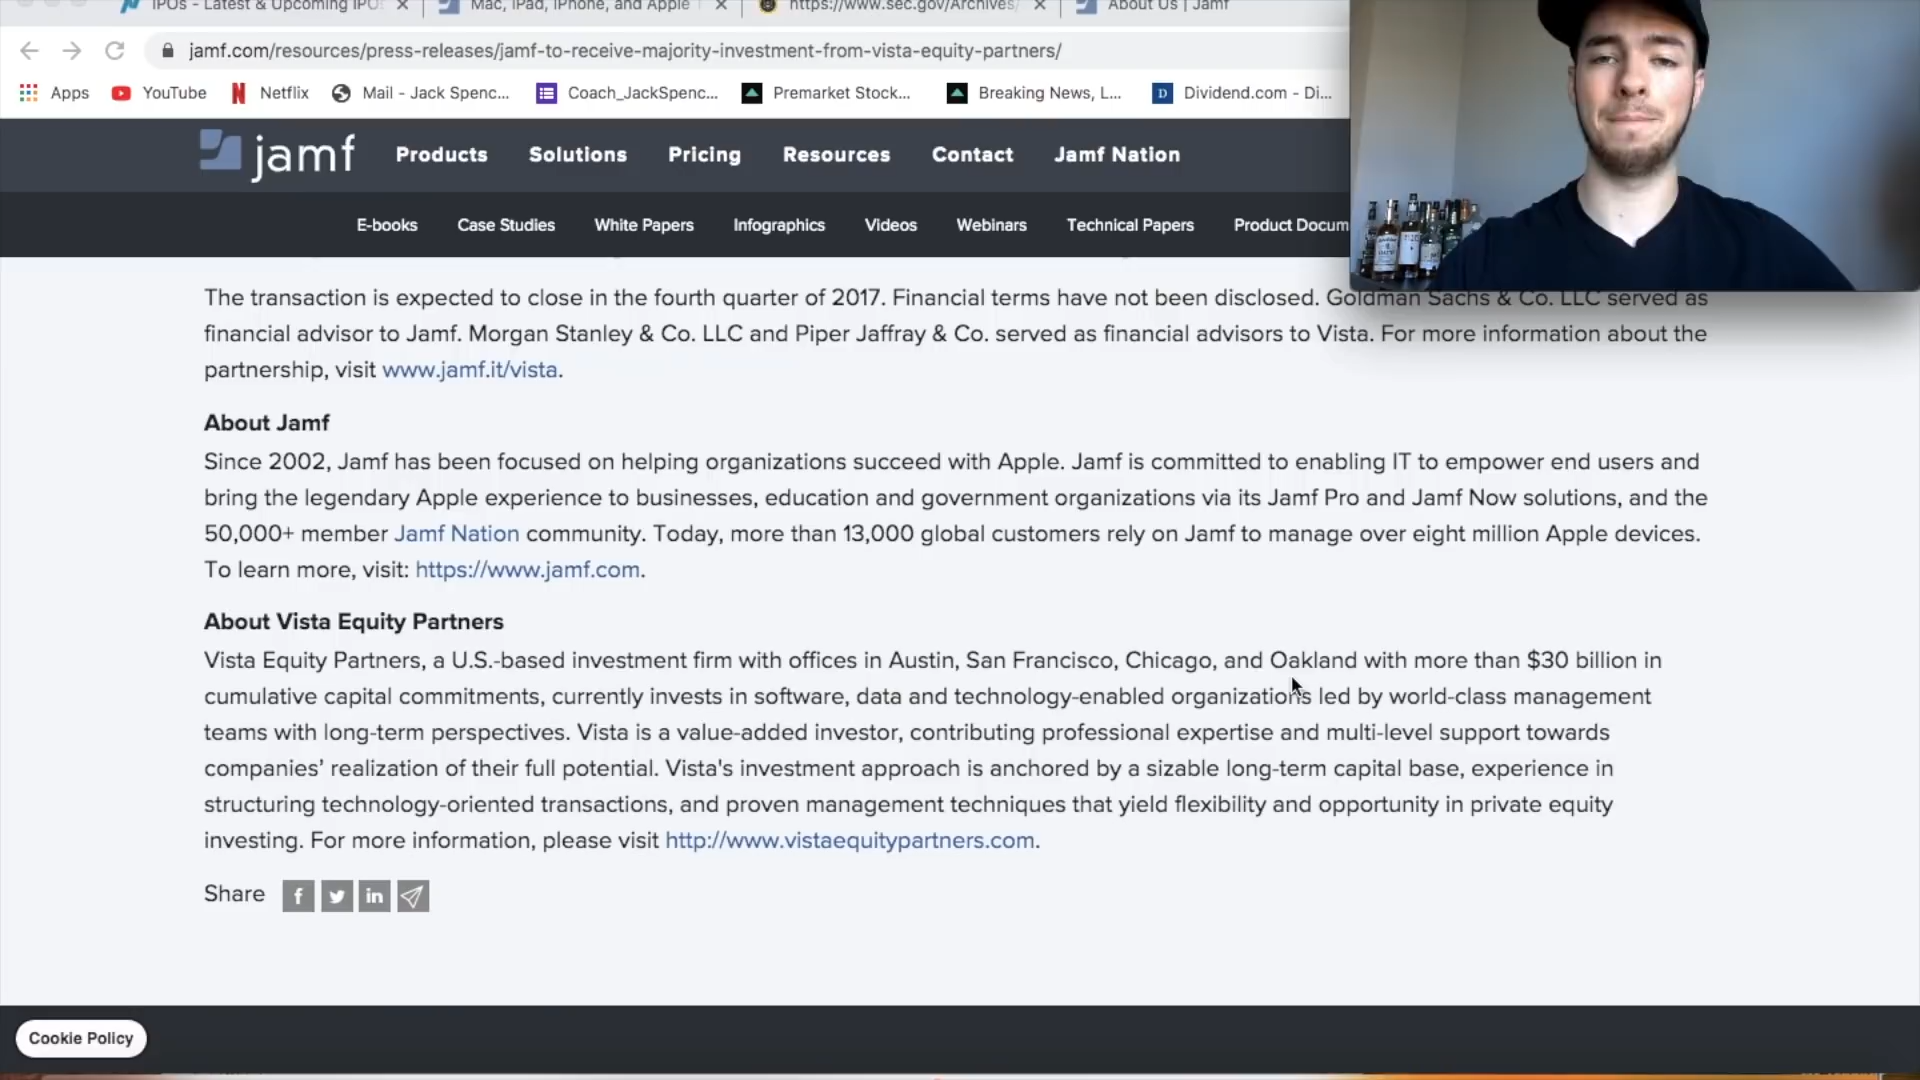 IPOs - Latest & Upcoming IPOs
Mac, iPad, iPhone, and Apple
https://www.sec.gov/Archives/
About Us | Jamf
jamf.com/resources/press-releases/jamf-to-receive-majority-investment-from-vista-equity-partners/
Apps YouTube Netflix Mail - Jack Spenc... Coach_JackSpenc... Premarket Stock... Breaking News, L... Dividend.com - Di...
jamf Products Solutions Pricing Resources Contact Jamf Nation
E-books Case Studies White Papers Infographics Videos Webinars Technical Papers Product Docum
The transaction is expected to close in the fourth quarter of 2017. Financial terms have not been disclosed. Goldman Sachs & Co. LLC served as
financial advisor to Jamf. Morgan Stanley & Co. LLC and Piper Jaffray & Co. served as financial advisors to Vista. For more information about the
partnership, visit www.jamf.it/vista.
About Jamf
Since 2002, Jamf has been focused on helping organizations succeed with Apple. Jamf is committed to enabling IT to empower end users and
bring the legendary Apple experience to businesses, education and government organizations via its Jamf Pro and Jamf Now solutions, and the
50,000+ member Jamf Nation community. Today, more than 13,000 global customers rely on Jamf to manage over eight million Apple devices.
To learn more, visit: https://www.jamf.com.
About Vista Equity Partners
Vista Equity Partners, a U.S.-based investment firm with offices in Austin, San Francisco, Chicago, and Oakland with more than $30 billion in
cumulative capital commitments, currently invests in software, data and technology-enabled organizations led by world-class management
teams with long-term perspectives. Vista is a value-added investor, contributing professional expertise and multi-level support towards
companies' realization of their full potential. Vista's investment approach is anchored by a sizable long-term capital base, experience in
structuring technology-oriented transactions, and proven management techniques that yield flexibility and opportunity in private equity
investing. For more information, please visit http://www.vistaequitypartners.com.
Share
Cookie Policy